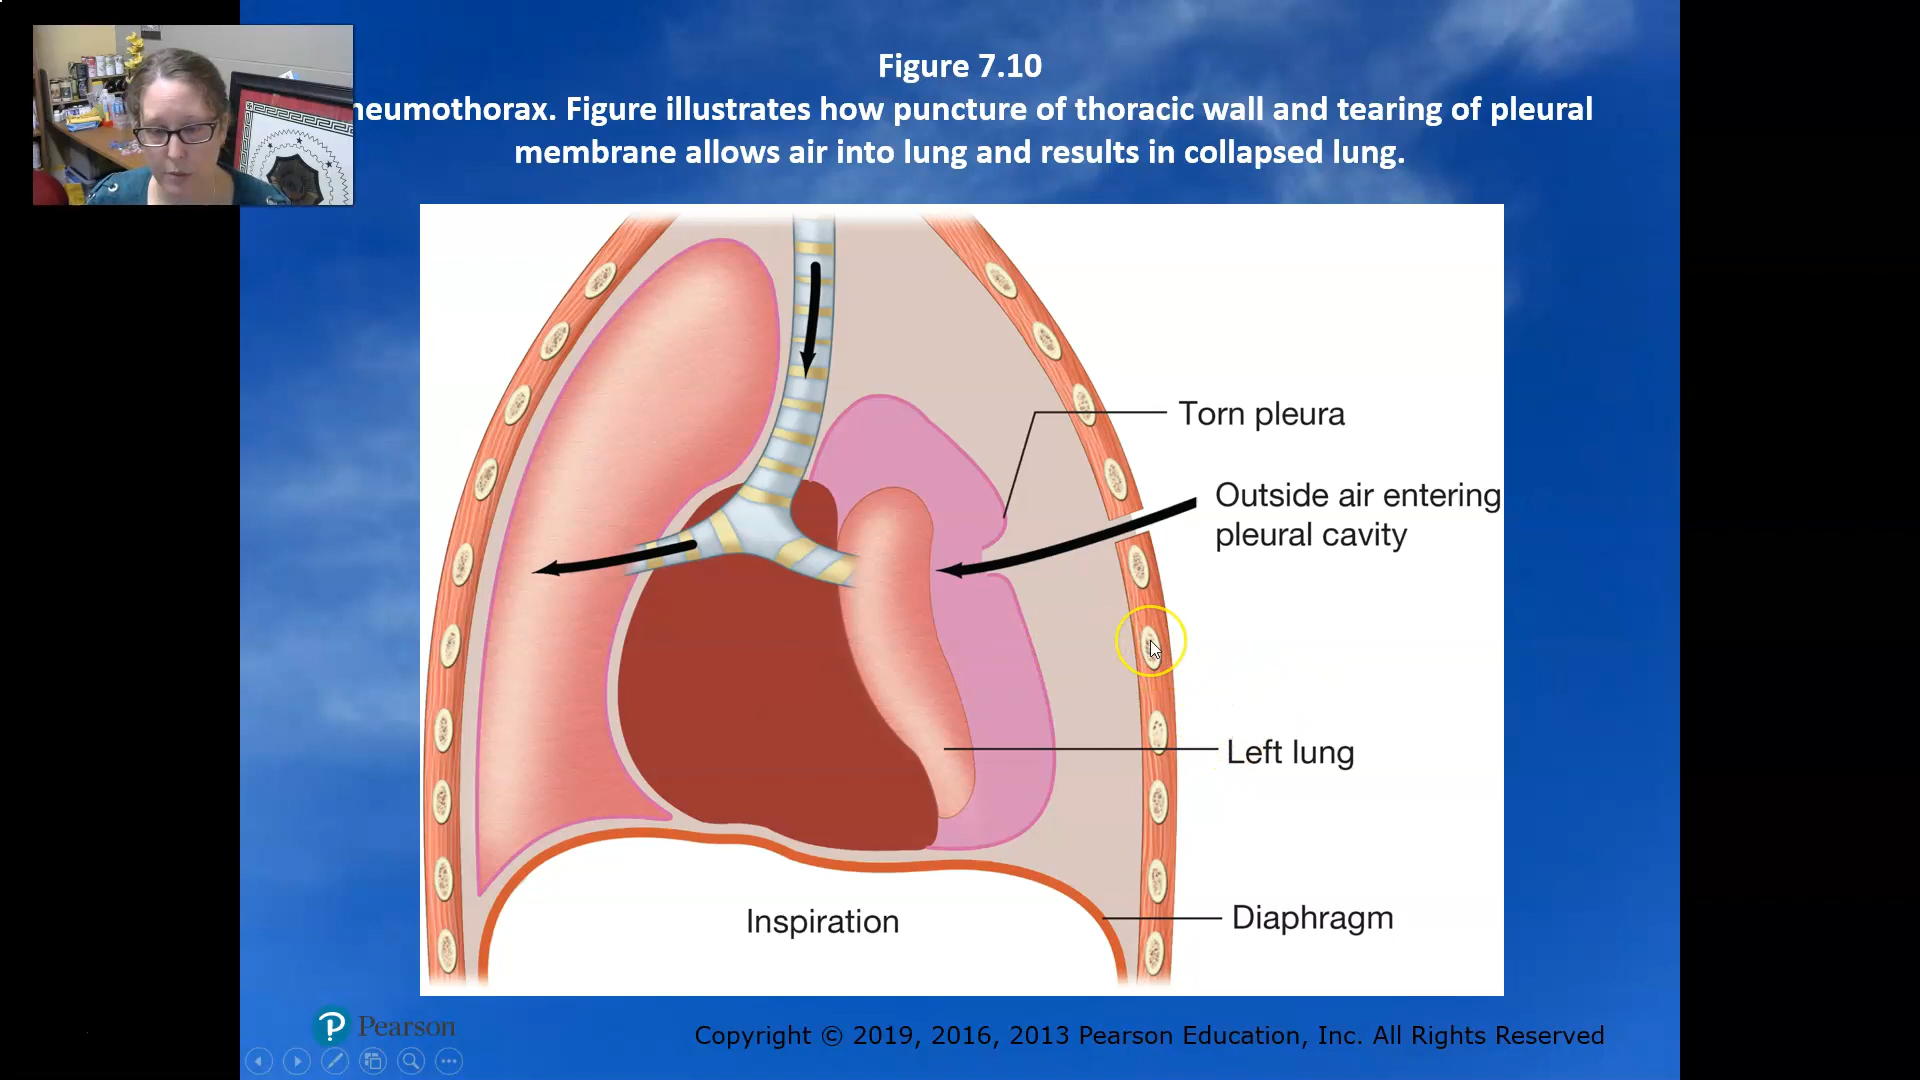 Figure 7.10
neumothorax. Figure illustrates how puncture of thoracic wall and tearing of pleural
membrane allows air into lung and results in collapsed lung.
Torn pleura
Outside air entering
pleural cavity
Left lung
Diaphragm
Inspiration
P Pearson
Copyright © 2019, 2016, 2013 Pearson Education, Inc. All Rights Reserved